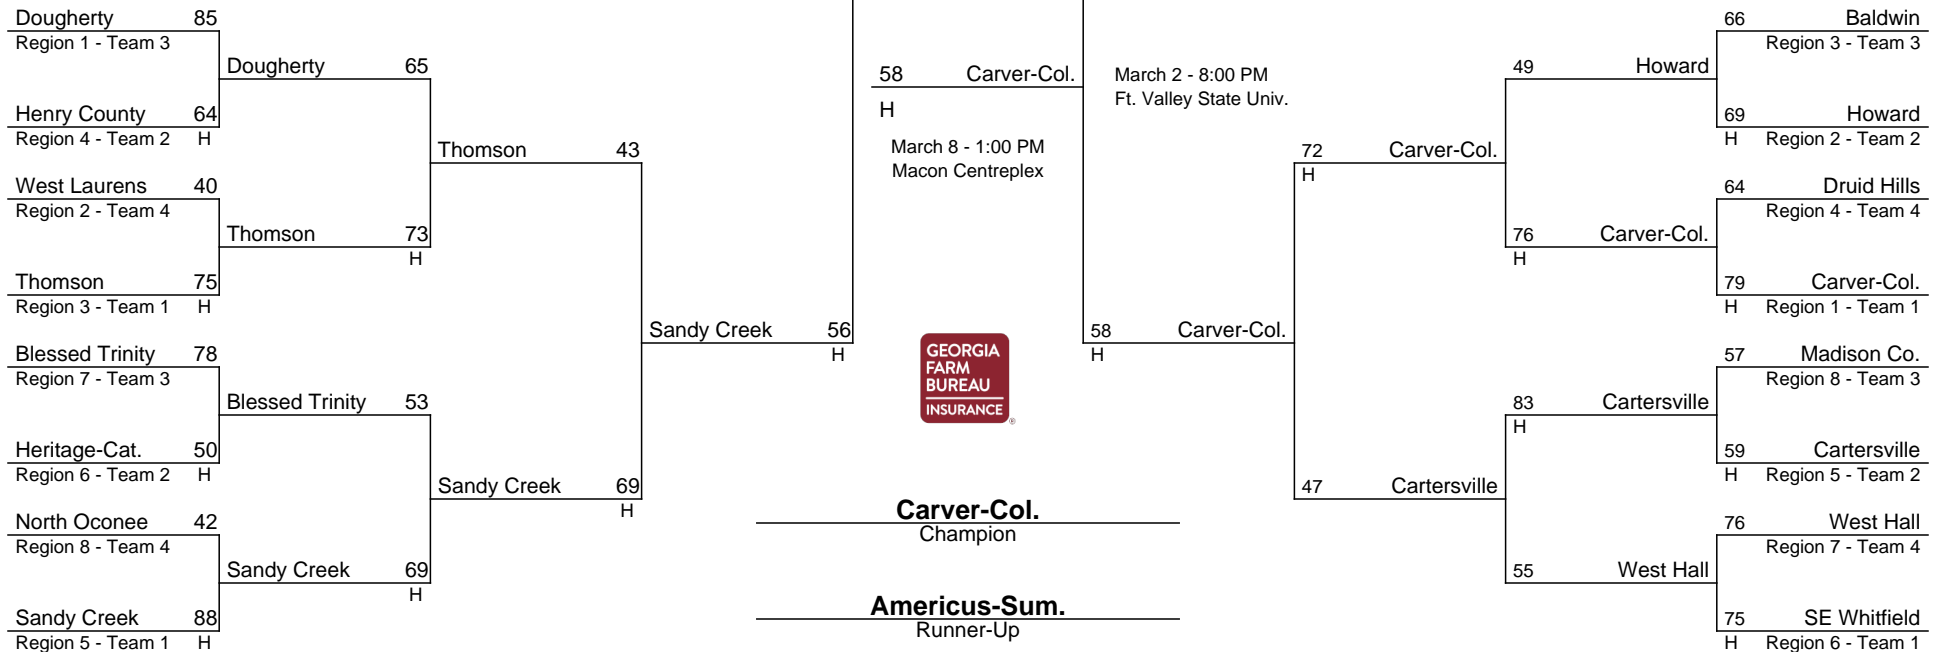 Dougherty 85
Region 1 - Team 3
Dougherty 65
Henry County 64
Region 4 - Team 2 H
Thomson 43
West Laurens 40
Region 2 - Team 4
Thomson 73
H
Thomson 75
Region 3 - Team 1 H
Sandy Creek 56
H
Blessed Trinity 78
Region 7 - Team 3
Blessed Trinity 53
Heritage-Cat. 50
Region 6 - Team 2 H
Sandy Creek 69
H
North Oconee 42
Region 8 - Team 4
Sandy Creek 69
H
Sandy Creek 88
Region 5 - Team 1 H
58 Carver-Col.
H
March 8 - 1:00 PM
Macon Centreplex
March 2 - 8:00 PM
Ft. Valley State Univ.
GEORGIA
FARM
BUREAU
INSURANCE
®
Carver-Col.
Champion
Americus-Sum.
Runner-Up
66 Baldwin
Region 3 - Team 3
49 Howard
69 Howard
H Region 2 - Team 2
72 Carver-Col.
H
64 Druid Hills
Region 4 - Team 4
76 Carver-Col.
H
79 Carver-Col.
H Region 1 - Team 1
58 Carver-Col.
H
57 Madison Co.
Region 8 - Team 3
83 Cartersville
H
59 Cartersville
H Region 5 - Team 2
47 Cartersville
76 West Hall
Region 7 - Team 4
55 West Hall
75 SE Whitfield
H Region 6 - Team 1